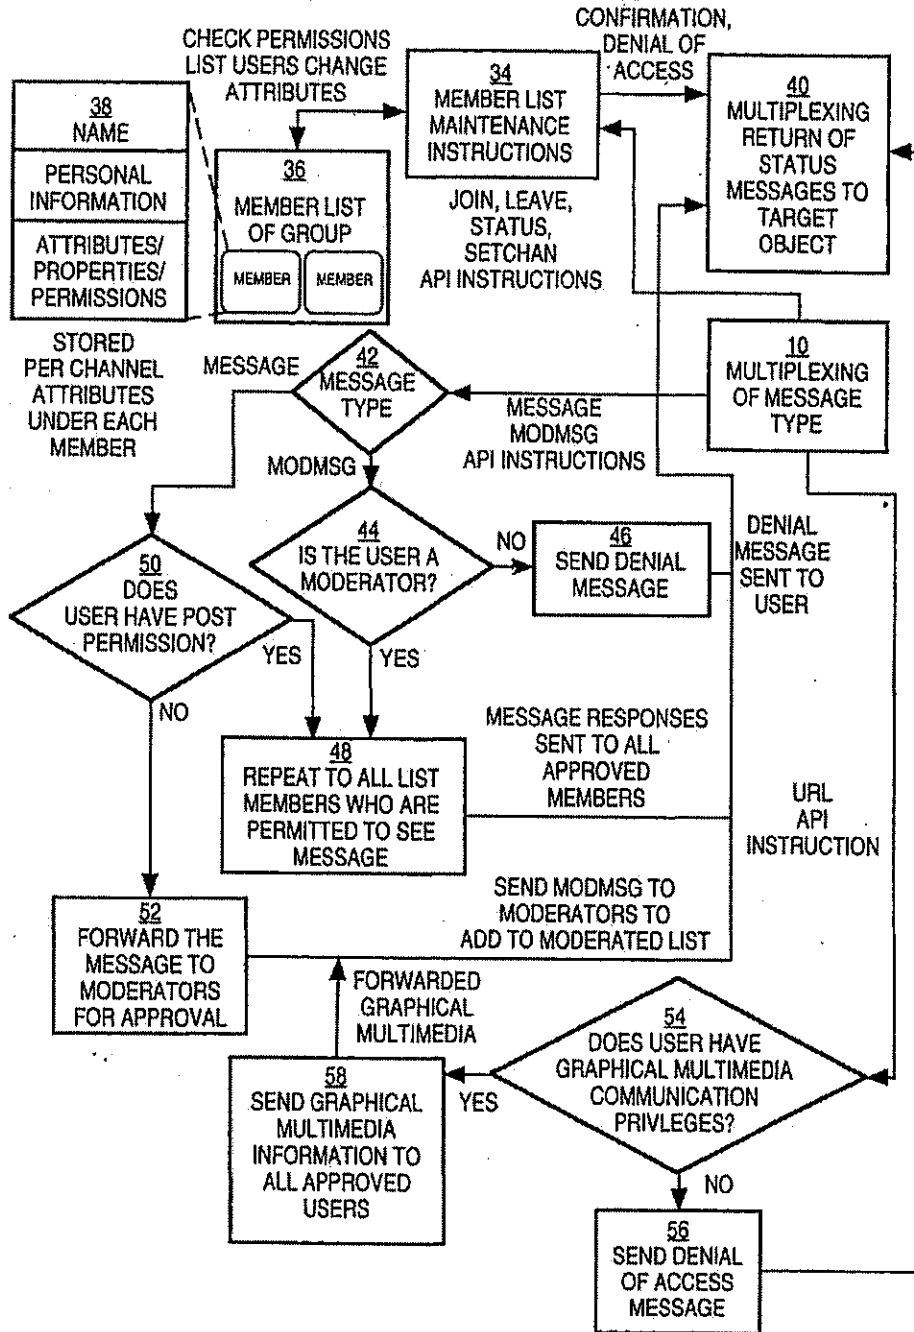 CONFIRMATION,
DENIAL OF
ACCESS
CHECK PERMISSIONS
LIST USERS CHANGE
ATTRIBUTES
38
NAME
PERSONAL
INFORMATION
ATTRIBUTES/
PROPERTIES/
PERMISSIONS
STORED
PER CHANNEL
ATTRIBUTES
UNDER EACH
MEMBER
36
MEMBER LIST
OF GROUP
MEMBER
MEMBER
34
MEMBER LIST
MAINTENANCE
INSTRUCTIONS
JOIN, LEAVE,
STATUS,
SETCHAN
API INSTRUCTIONS
40
MULTIPLEXING
RETURN OF
STATUS
MESSAGES TO
TARGET
OBJECT
10
MULTIPLEXING
OF MESSAGE
TYPE
MESSAGE
42
MESSAGE
TYPE
MESSAGE
MODMSG
API INSTRUCTIONS
MODMSG
44
IS THE USER A
MODERATOR?
NO
46
SEND DENIAL
MESSAGE
DENIAL
MESSAGE
SENT TO
USER
50
DOES
USER HAVE POST
PERMISSION?
YES
YES
NO
48
REPEAT TO ALL LIST
MEMBERS WHO ARE
PERMITTED TO SEE
MESSAGE
MESSAGE RESPONSES
SENT TO ALL
APPROVED
MEMBERS
URL
API
INSTRUCTION
52
FORWARD THE
MESSAGE TO
MODERATORS
FOR APPROVAL
SEND MODMSG TO
MODERATORS TO
ADD TO MODERATED LIST
FORWARDED
GRAPHICAL
MULTIMEDIA
54
DOES USER HAVE
GRAPHICAL MULTIMEDIA
COMMUNICATION
PRIVLEGES?
YES
58
SEND GRAPHICAL
MULTIMEDIA
INFORMATION TO
ALL APPROVED
USERS
NO
56
SEND DENIAL
OF ACCESS
MESSAGE